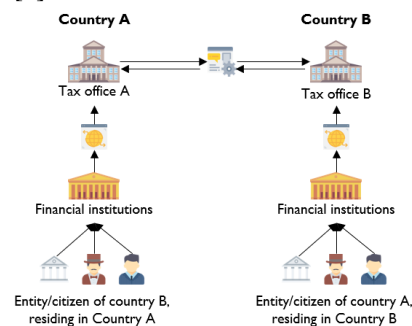 Country A
Country B
Tax office A
Tax office B
Financial institutions
Financial institutions
Entity/citizen of country B,
residing in Country A
Entity/citizen of country A,
residing in Country B